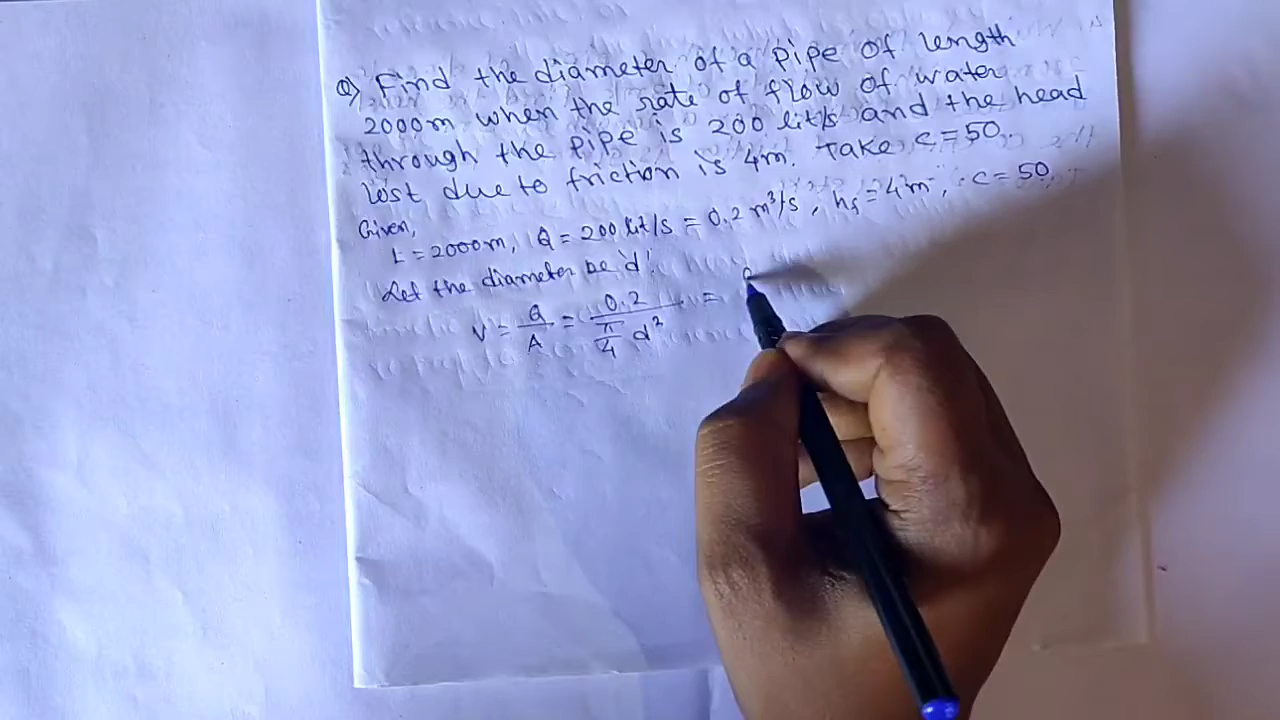 Q) Find the diameter of a pipe of length
2000m when the rate of flow of water
through the pipe is 200 lit/s and the head
lost due to friction is 4m. Take C = 50.
Given,
L = 2000m, Q = 200 lit/s = 0.2 m³/s, hf = 4m, C = 50
Let the diameter be 'd'.
V = Q/A = 0.2/(π/4 d²) =